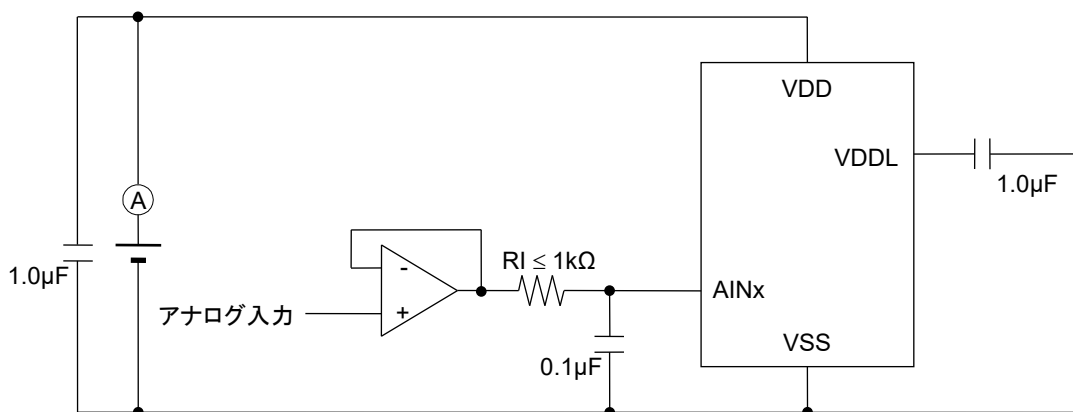 VDD
VDDL
1.0µF
A
1.0µF
RI ≤ 1kΩ
-
+
アナログ入力
AINx
0.1µF
VSS